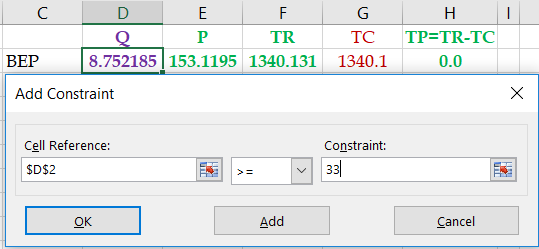 C D E F G H I
Q P TR TC TP=TR-TC
BEP 8.752185 153.1195 1340.131 1340.1 0.0
Add Constraint
Cell Reference: Constraint:
$D$2 >= 33
OK Add Cancel